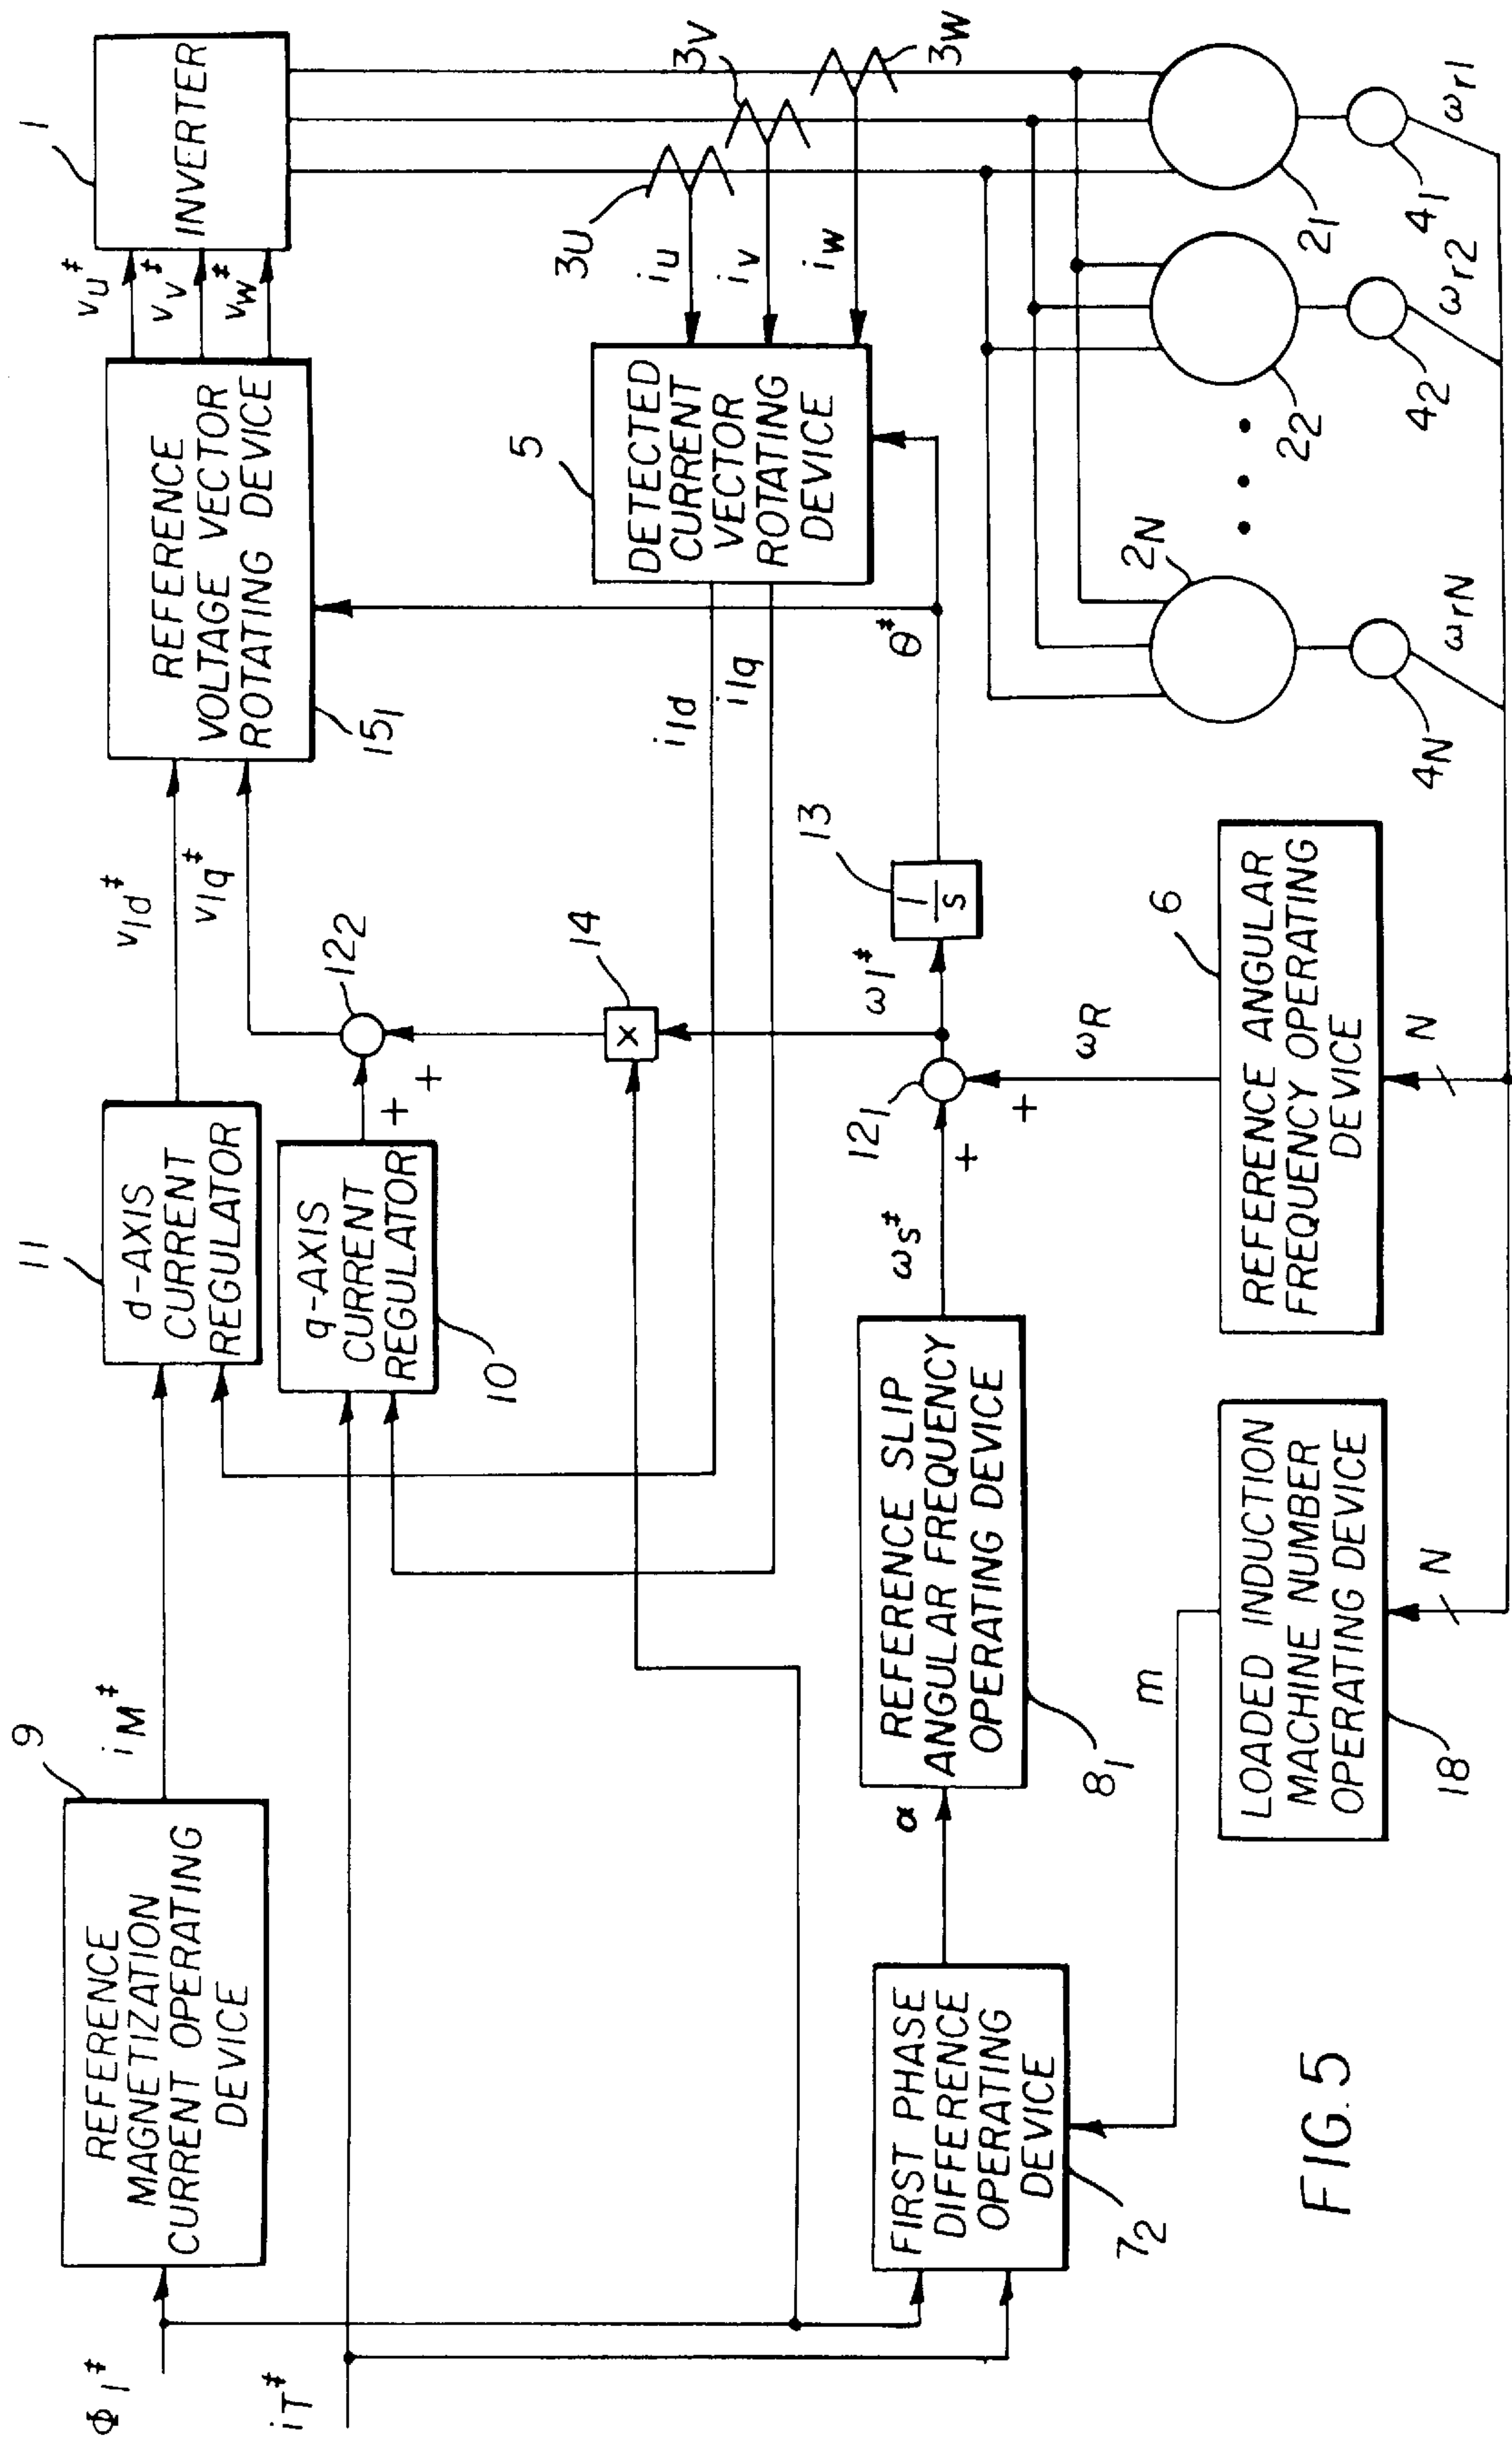 Φ1*
iT*
9
REFERENCE
MAGNETIZATION
CURRENT OPERATING
DEVICE
iM*
11
d-AXIS
CURRENT
REGULATOR
v1d*
v1q*
q-AXIS
CURRENT
REGULATOR
10
+
+
122
REFERENCE
VOLTAGE VECTOR
ROTATING DEVICE
151
vu*
vv*
vw*
1
INVERTER
14
X
i1d
i1q
5
DETECTED
CURRENT
VECTOR
ROTATING
DEVICE
iu
iv
iw
3U
3V
3W
FIRST PHASE
DIFFERENCE
OPERATING
DEVICE
72
α
REFERENCE SLIP
ANGULAR FREQUENCY
OPERATING DEVICE
81
ωs*
121
+
+
ω1*
13
1
s
θ*
ωR
m
LOADED INDUCTION
MACHINE NUMBER
OPERATING DEVICE
18
N
REFERENCE ANGULAR
FREQUENCY OPERATING
DEVICE
6
N
2N
22
21
4N
42
41
ωrN
ωr2
ωr1
FIG.5